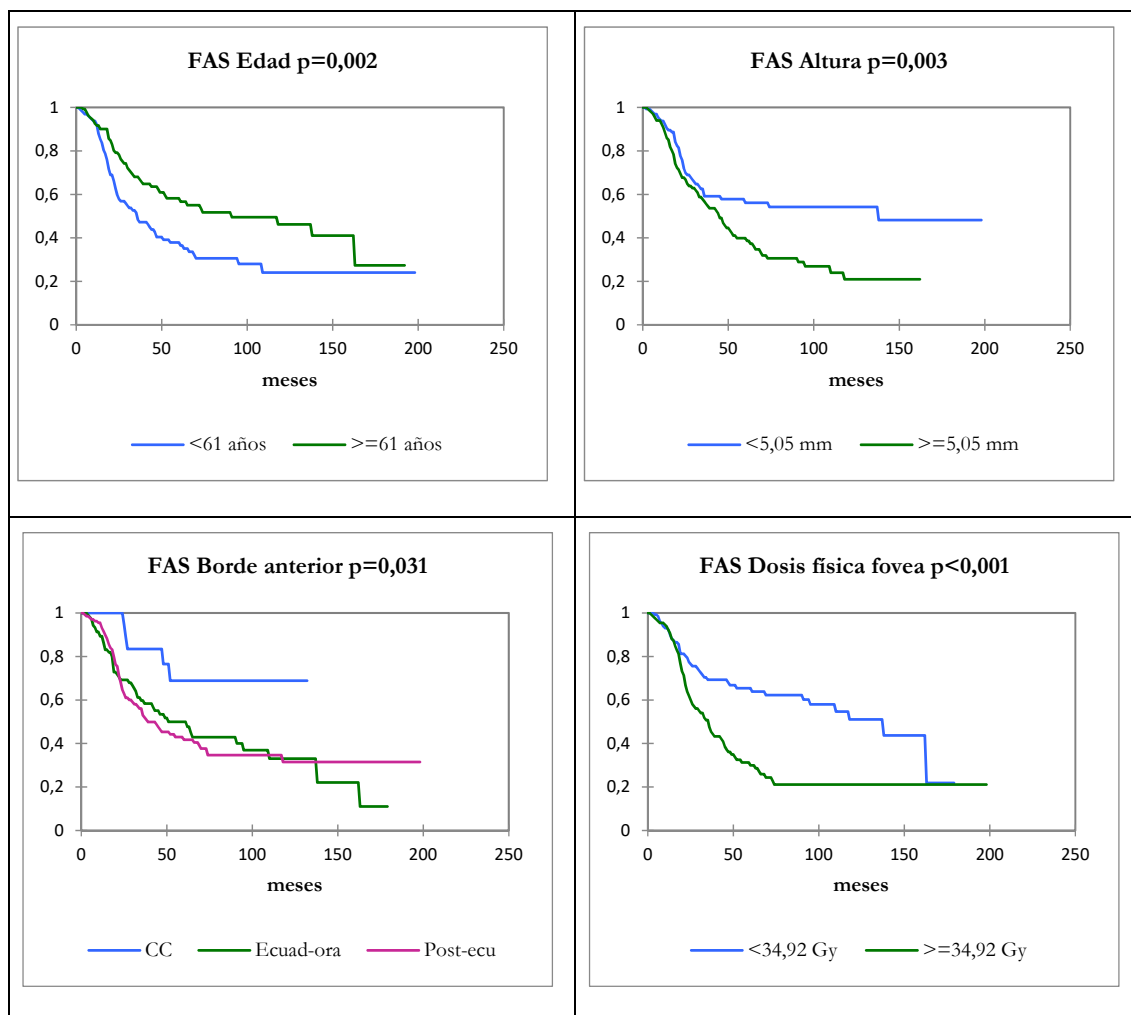 FAS Edad p=0,002
1
0,8
0,6
0,4
0,2
0
0 50 100 150 200 250
meses
<61 años >=61 años
FAS Altura p=0,003
1
0,8
0,6
0,4
0,2
0
0 50 100 150 200 250
meses
<5,05 mm >=5,05 mm
FAS Borde anterior p=0,031
1
0,8
0,6
0,4
0,2
0
0 50 100 150 200 250
meses
CC Ecuad-ora Post-ecu
FAS Dosis física fovea p<0,001
1
0,8
0,6
0,4
0,2
0
0 50 100 150 200 250
meses
<34,92 Gy >=34,92 Gy